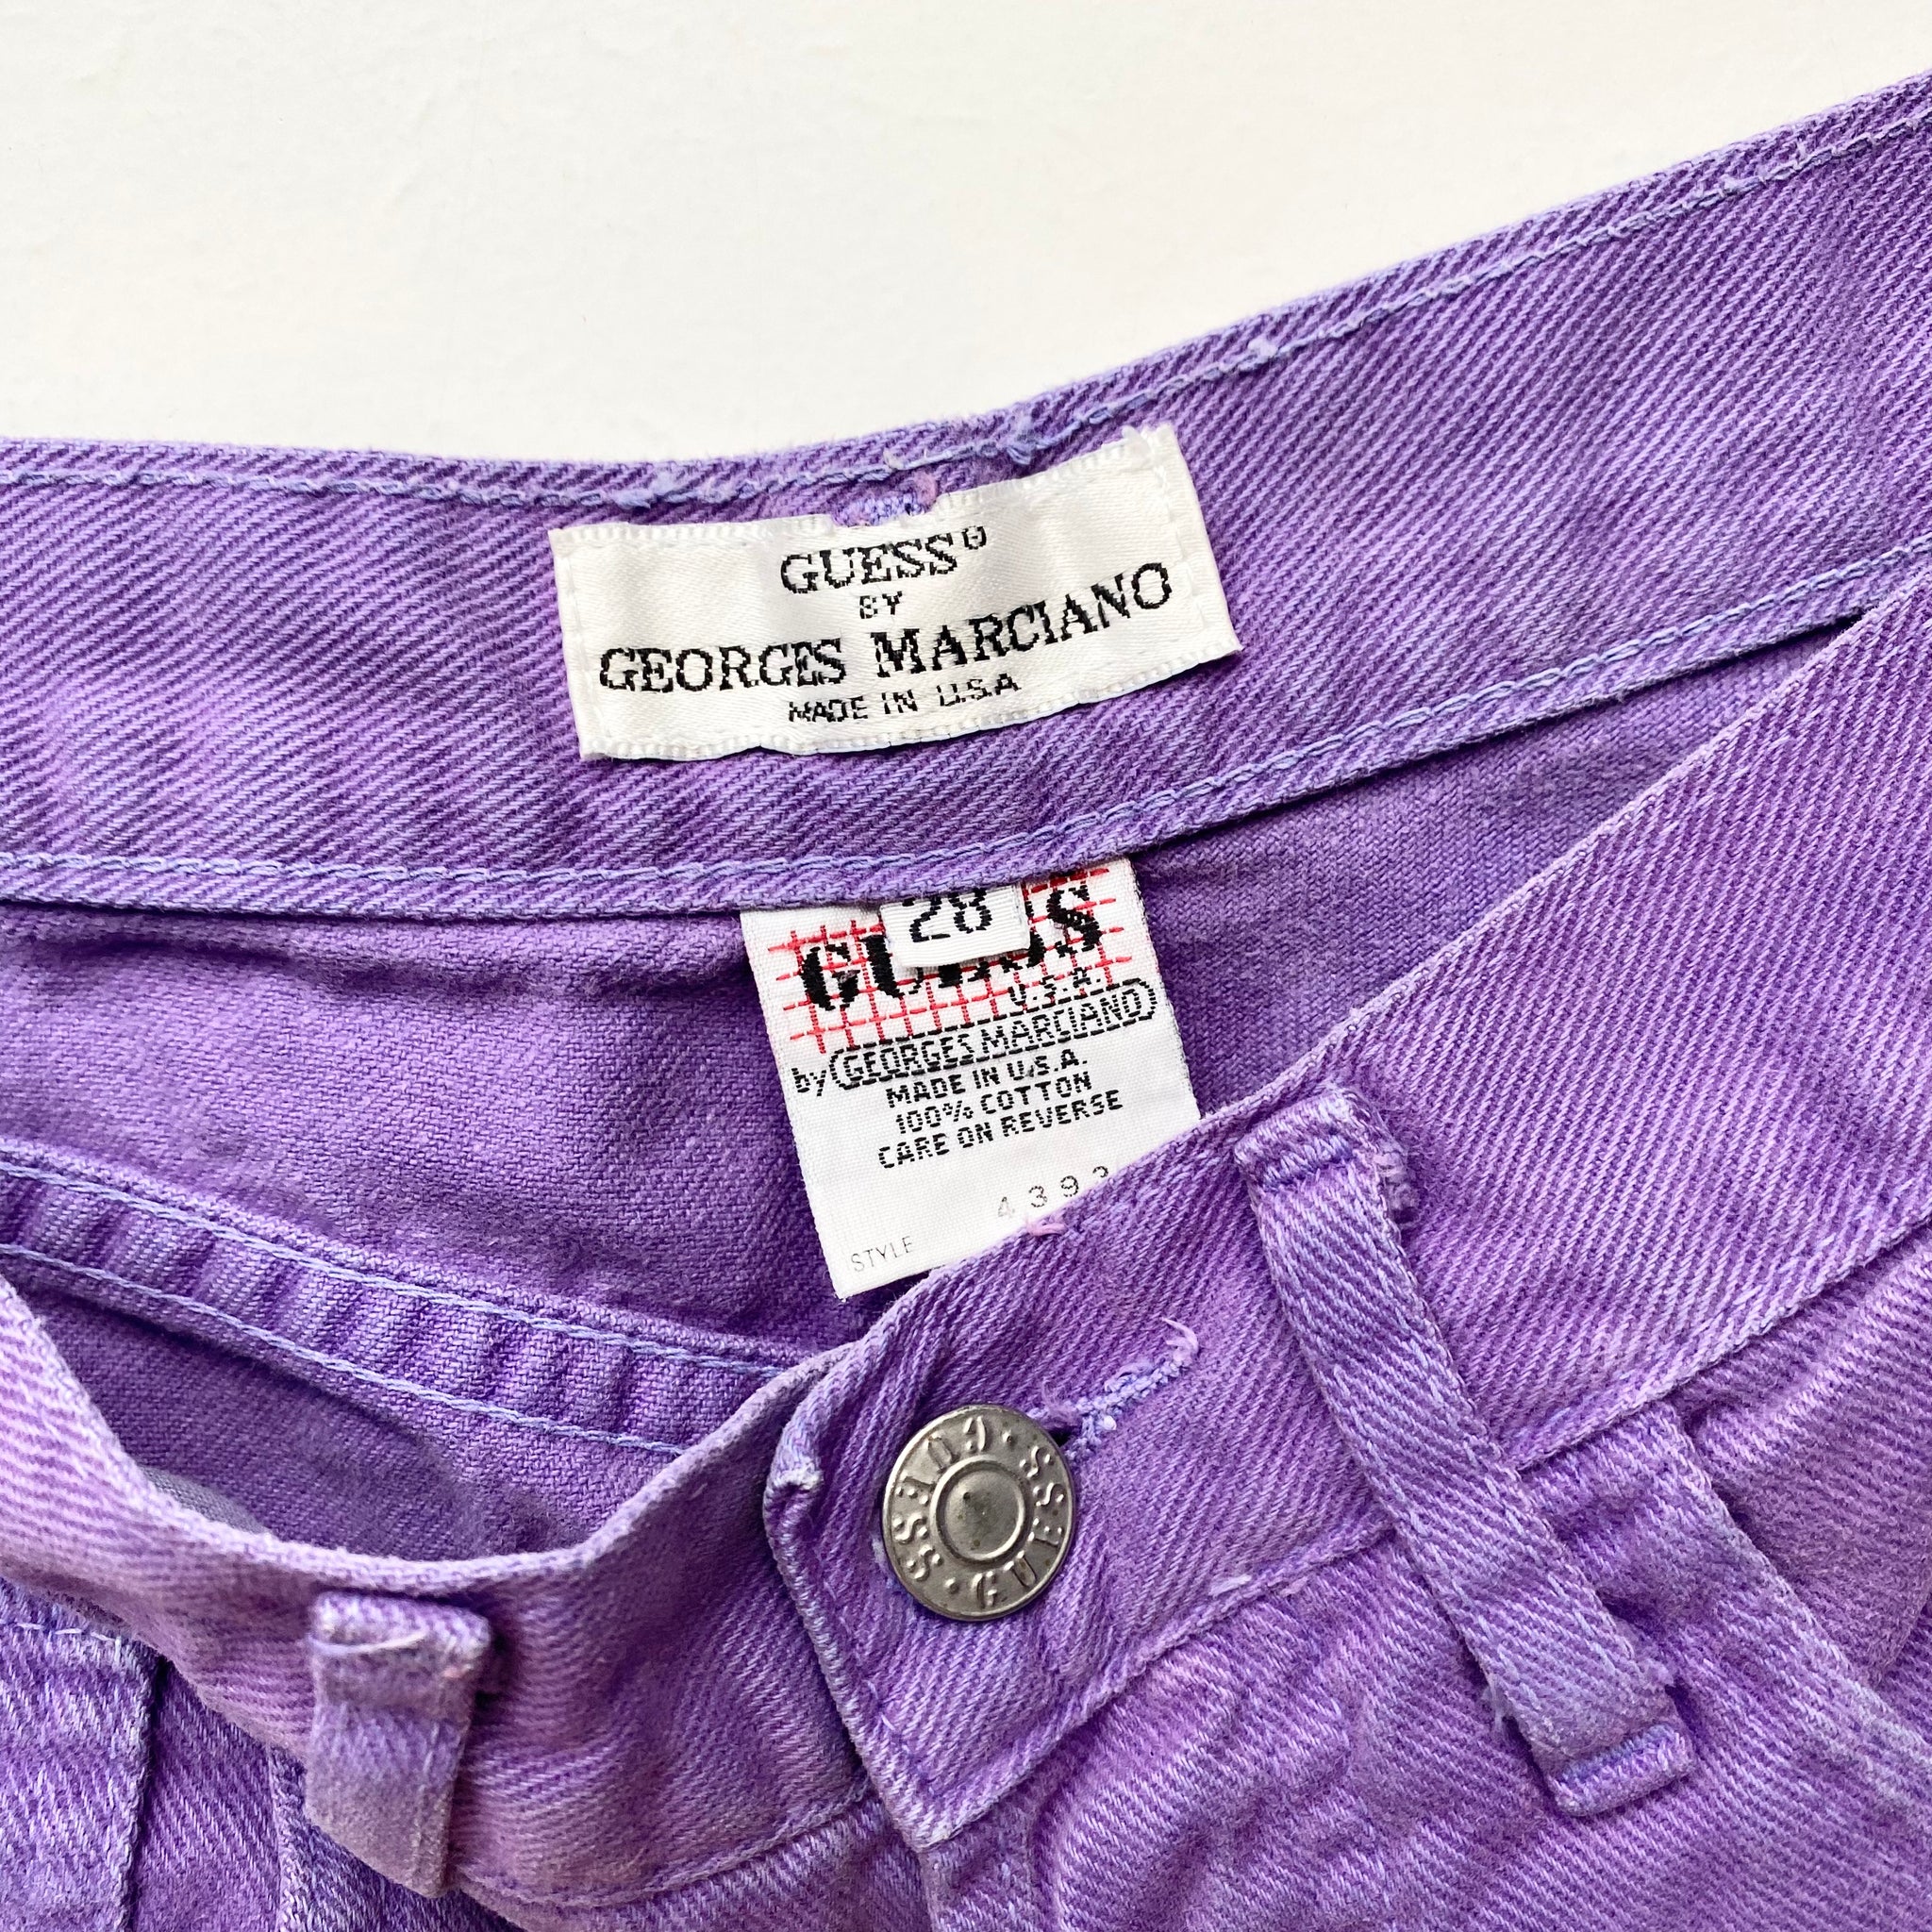 GUESS®
BY
GEORGES MARCIANO
MADE IN U.S.A
28
GUESS
U.S.A.
by GEORGES MARCIANO
MADE IN U.S.A.
100% COTTON
CARE ON REVERSE
STYLE 4393
GUESS · GUESS ·